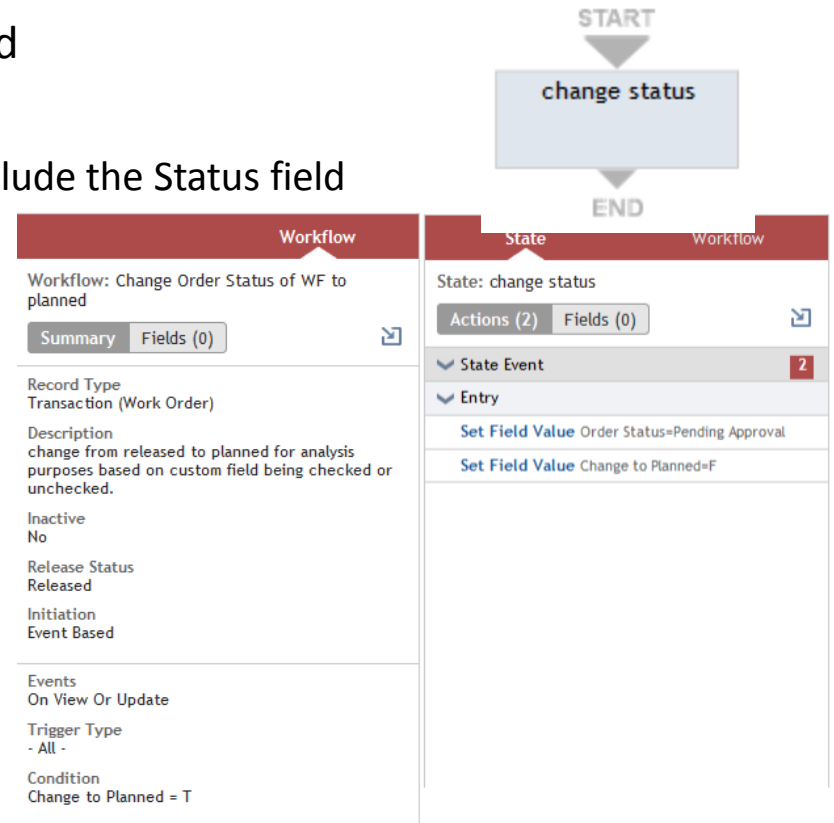 START
change status
END
lude the Status field
Workflow
Workflow: Change Order Status of WF to
planned
Summary Fields (0)
Record Type
Transaction (Work Order)
Description
change from released to planned for analysis
purposes based on custom field being checked or
unchecked.
Inactive
No
Release Status
Released
Initiation
Event Based
Events
On View Or Update
Trigger Type
- All -
Condition
Change to Planned = T
State Workflow
State: change status
Actions (2) Fields (0)
State Event 2
Entry
Set Field Value Order Status=Pending Approval
Set Field Value Change to Planned=F